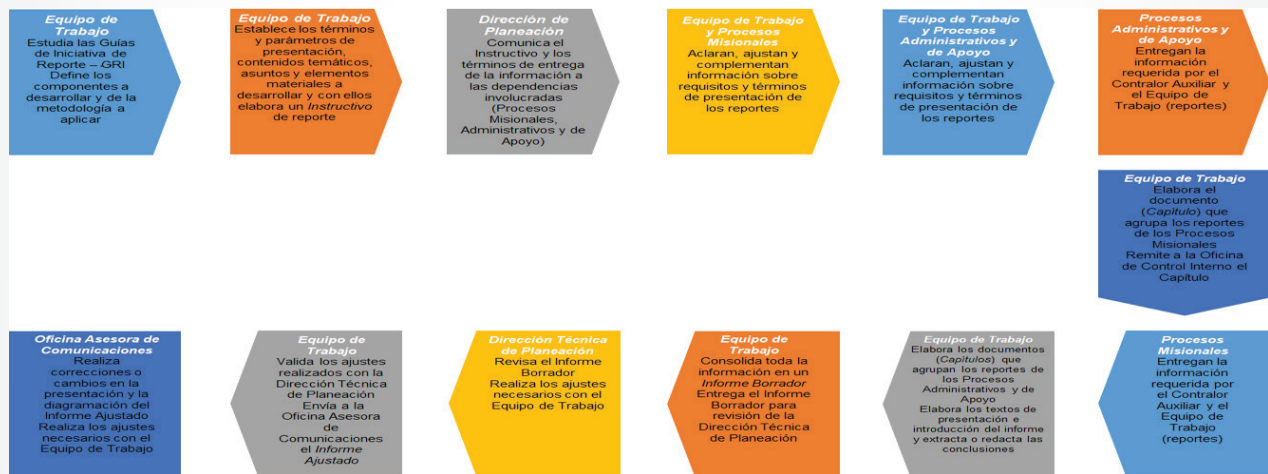 Equipo de
Trabajo
Estudia las Guías
de Iniciativa de
Reporte – GRI
Define los
componentes a
desarrollar y de la
metodología a
aplicar
Equipo de Trabajo
Establece los términos
y parámetros de
presentación,
contenidos temáticos,
asuntos y elementos
materiales a
desarrollar y con ellos
elabora un Instructivo
de reporte
Dirección de
Planeación
Comunica el
Instructivo y los
términos de entrega
de la información a
las dependencias
involucradas
(Procesos
Misionales,
Administrativos y de
Apoyo)
Equipo de Trabajo
y Procesos
Misionales
Aclaran, ajustan y
complementan
información sobre
requisitos y términos
de presentación de
los reportes
Equipo de Trabajo
y Procesos
Administrativos y
de Apoyo
Aclaran, ajustan y
complementan
información sobre
requisitos y términos
de presentación de
los reportes
Procesos
Administrativos y
de Apoyo
Entregan la
información
requerida por el
Contralor Auxiliar y
el Equipo de
Trabajo (reportes)
Equipo de Trabajo
Elabora el
documento
(Capítulo) que
agrupa los reportes
de los Procesos
Misionales
Remite a la Oficina
de Control Interno el
Capítulo
Procesos
Misionales
Entregan la
información
requerida por
el Contralor
Auxiliar y el
Equipo de
Trabajo
(reportes)
Equipo de Trabajo
Elabora los documentos
(Capítulos) que
agrupan los reportes de
los Procesos
Administrativos y de
Apoyo
Elabora los textos de
presentación e
introducción del informe
y extracta o redacta las
conclusiones
Equipo de
Trabajo
Consolida toda la
información en un
Informe Borrador
Entrega el Informe
Borrador para
revisión de la
Dirección Técnica
de Planeación
Dirección Técnica
de Planeación
Revisa el Informe
Borrador
Realiza los ajustes
necesarios con el
Equipo de Trabajo
Equipo de
Trabajo
Valida los ajustes
realizados con la
Dirección Técnica
de Planeación
Envía a la
Oficina Asesora
de
Comunicaciones
el Informe
Ajustado
Oficina Asesora de
Comunicaciones
Realiza
correcciones o
cambios en la
presentación y la
diagramación del
Informe Ajustado
Realiza los ajustes
necesarios con el
Equipo de Trabajo